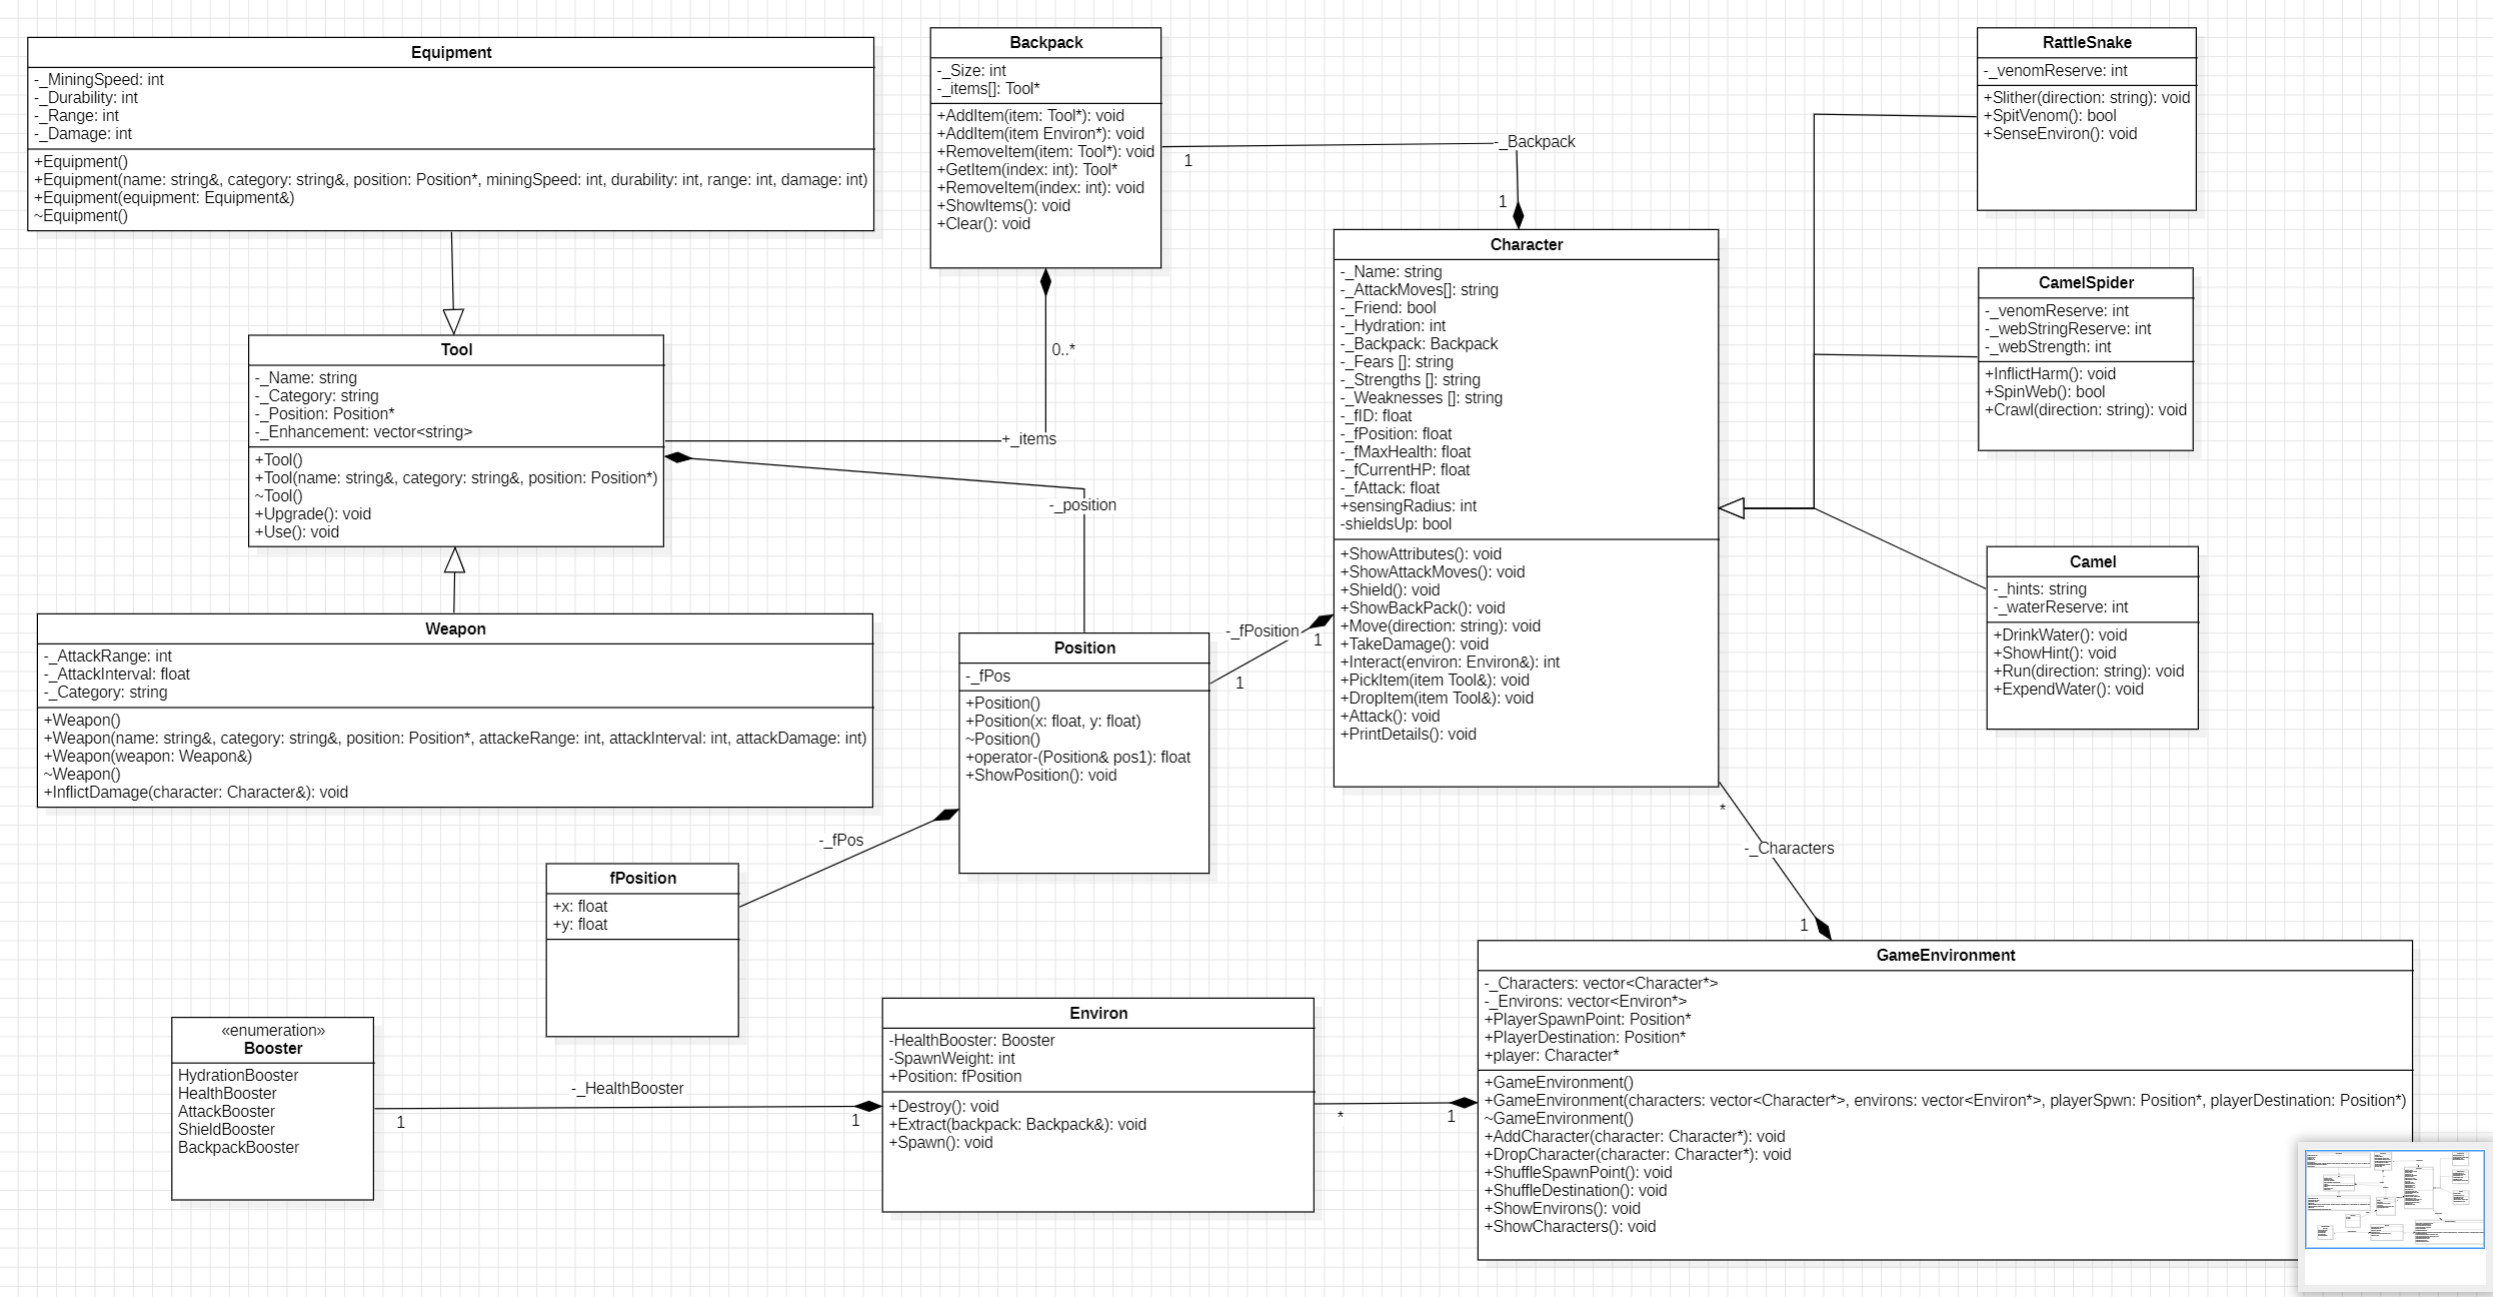 Equipment
-_MiningSpeed: int
-_Durability: int
-_Range: int
-_Damage: int
+Equipment()
+Equipment(name: string&, category: string&, position: Position*, miningSpeed: int, durability: int, range: int, damage: int)
+Equipment(equipment: Equipment&)
~Equipment()
Backpack
-_Size: int
-_items[]: Tool*
+AddItem(item: Tool*): void
+AddItem(item Environ*): void
+RemoveItem(item: Tool*): void
+GetItem(index: int): Tool*
+RemoveItem(index: int): void
+ShowItems(): void
+Clear(): void
1
-_Backpack
1
RattleSnake
-_venomReserve: int
+Slither(direction: string): void
+SpitVenom(): bool
+SenseEnviron(): void
CamelSpider
-_venomReserve: int
-_webStringReserve: int
-_webStrength: int
+InflictHarm(): void
+SpinWeb(): bool
+Crawl(direction: string): void
Tool
-_Name: string
-_Category: string
-_Position: Position*
-_Enhancement: vector<string>
+Tool()
+Tool(name: string&, category: string&, position: Position*)
~Tool()
+Upgrade(): void
+Use(): void
0..*
+_items
-_position
Character
-_Name: string
-_AttackMoves[]: string
-_Friend: bool
-_Hydration: int
-_Backpack: Backpack
-_Fears []: string
-_Strengths []: string
-_Weaknesses []: string
-_fID: float
-_fPosition: float
-_fMaxHealth: float
-_fCurrentHP: float
-_fAttack: float
+sensingRadius: int
-shieldsUp: bool
+ShowAttributes(): void
+ShowAttackMoves(): void
+Shield(): void
+ShowBackPack(): void
+Move(direction: string): void
+TakeDamage(): void
+Interact(environ: Environ&): int
+PickItem(item Tool&): void
+DropItem(item Tool&): void
+Attack(): void
+PrintDetails(): void
Camel
-_hints: string
-_waterReserve: int
+DrinkWater(): void
+ShowHint(): void
+Run(direction: string): void
+ExpendWater(): void
Weapon
-_AttackRange: int
-_AttackInterval: float
-_Category: string
+Weapon()
+Weapon(name: string&, category: string&, position: Position*, attackeRange: int, attackInterval: int, attackDamage: int)
+Weapon(weapon: Weapon&)
~Weapon()
+InflictDamage(character: Character&): void
Position
-_fPos
+Position()
+Position(x: float, y: float)
~Position()
+operator-(Position& pos1): float
+ShowPosition(): void
-_fPosition
1
1
-_fPos
fPosition
+x: float
+y: float
*
-_Characters
1
GameEnvironment
-_Characters: vector<Character*>
-_Environs: vector<Environ*>
+PlayerSpawnPoint: Position*
+PlayerDestination: Position*
+player: Character*
+GameEnvironment()
+GameEnvironment(characters: vector<Character*>, environs: vector<Environ*>, playerSpwn: Position*, playerDestination: Position*)
~GameEnvironment()
+AddCharacter(character: Character*): void
+DropCharacter(character: Character*): void
+ShuffleSpawnPoint(): void
+ShuffleDestination(): void
+ShowEnvirons(): void
+ShowCharacters(): void
Environ
-HealthBooster: Booster
-SpawnWeight: int
+Position: fPosition
+Destroy(): void
+Extract(backpack: Backpack&): void
+Spawn(): void
*
1
«enumeration»
Booster
HydrationBooster
HealthBooster
AttackBooster
ShieldBooster
BackpackBooster
-_HealthBooster
1
1